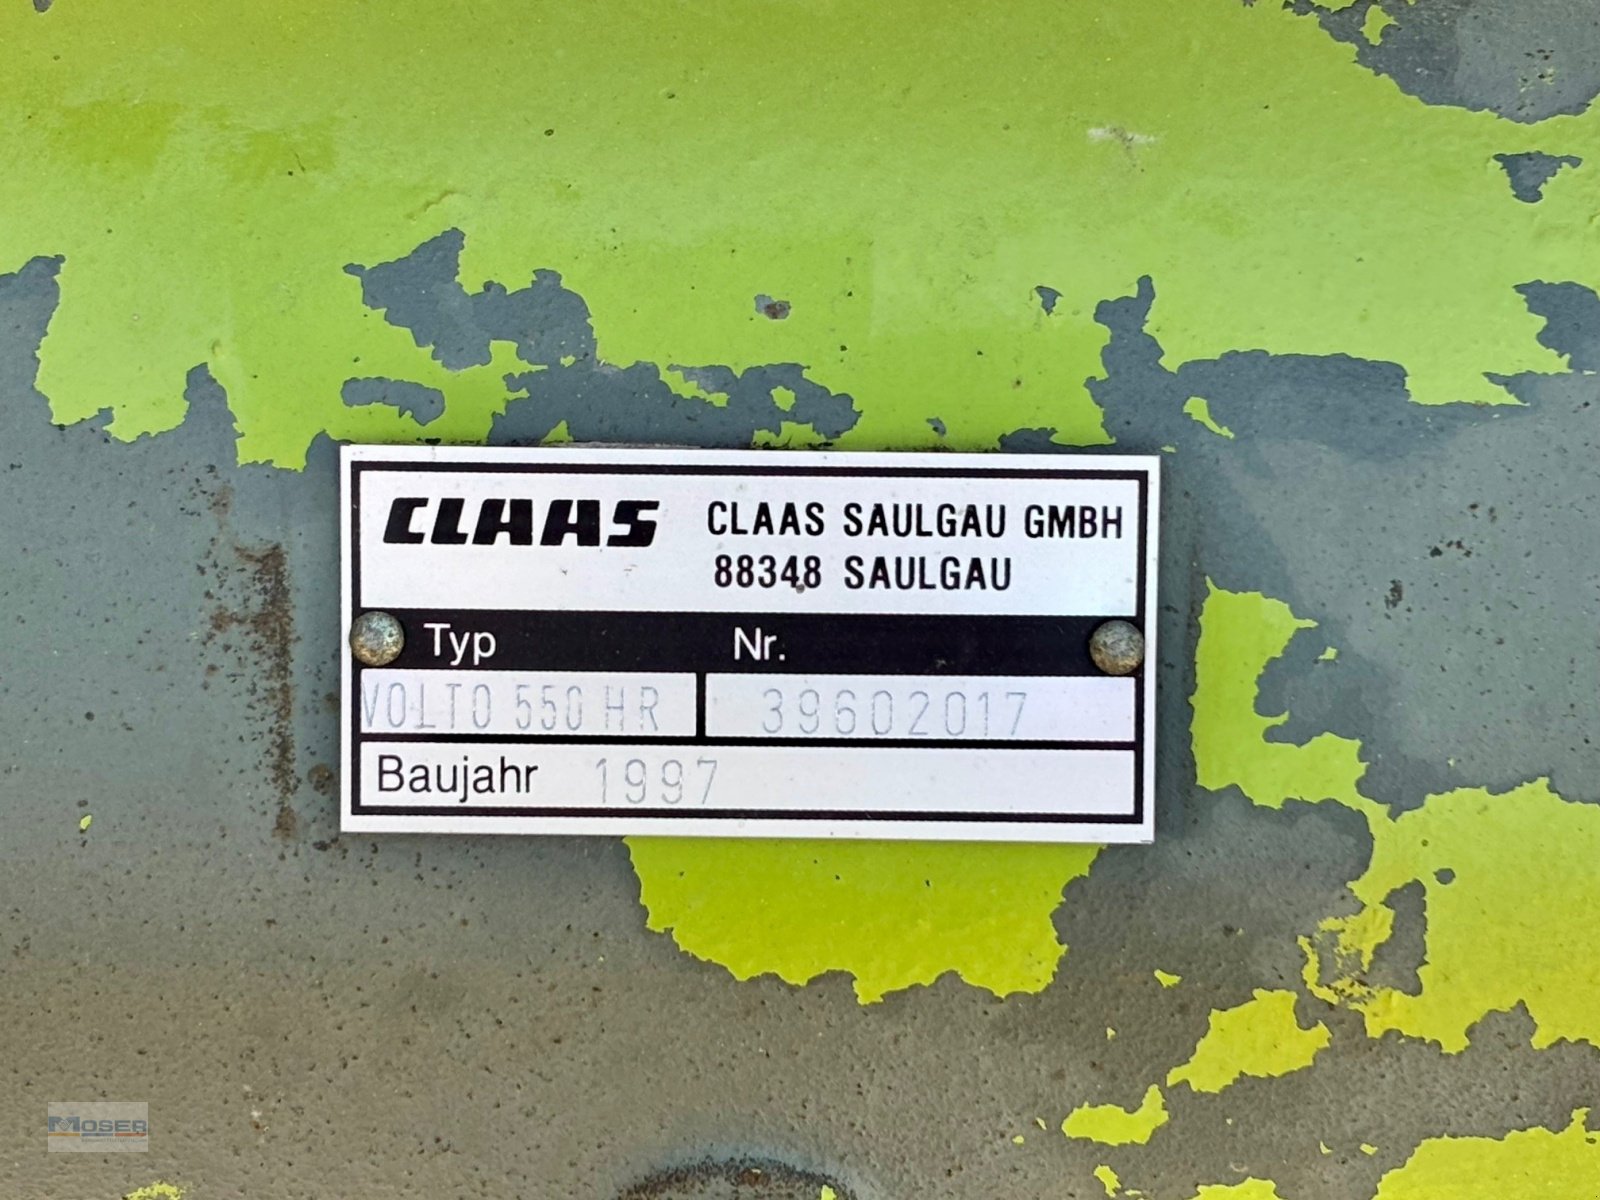 CLAAS CLAAS SAULGAU GMBH
88348 SAULGAU
Typ Nr.
VOLTO 550 HR 39602017
Baujahr 1997
MOSER